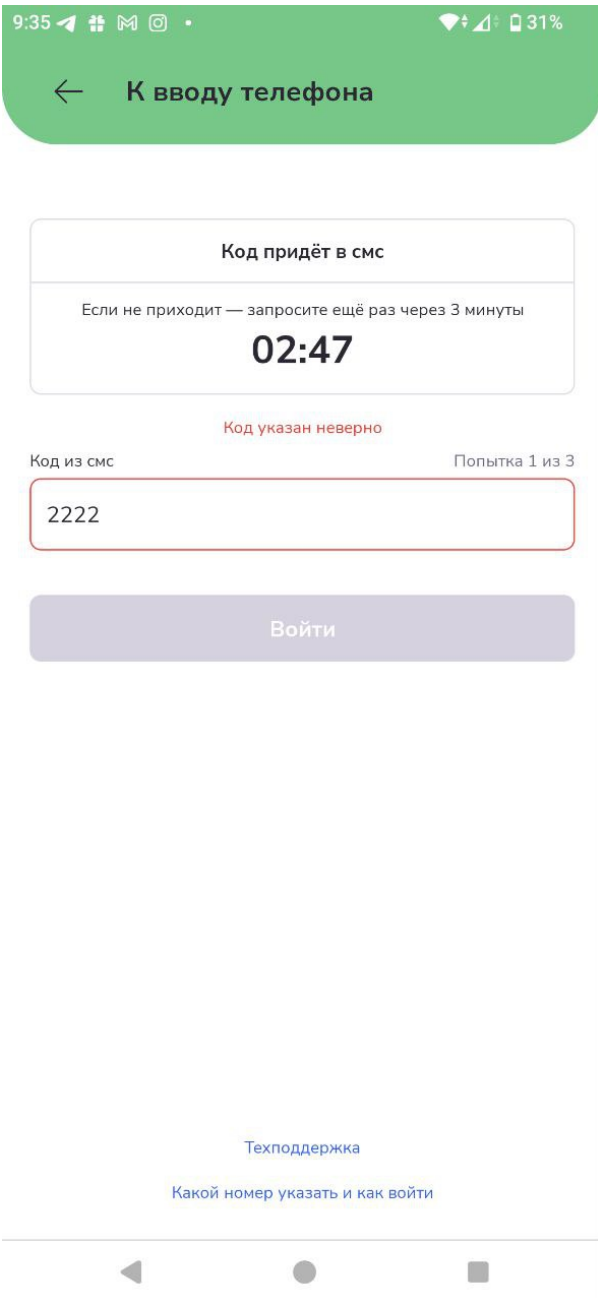 9:35 31%
К вводу телефона
Код придёт в смс
Если не приходит — запросите ещё раз через 3 минуты
02:47
Код указан неверно
Код из смс Попытка 1 из 3
2222
Войти
Техподдержка
Какой номер указать и как войти